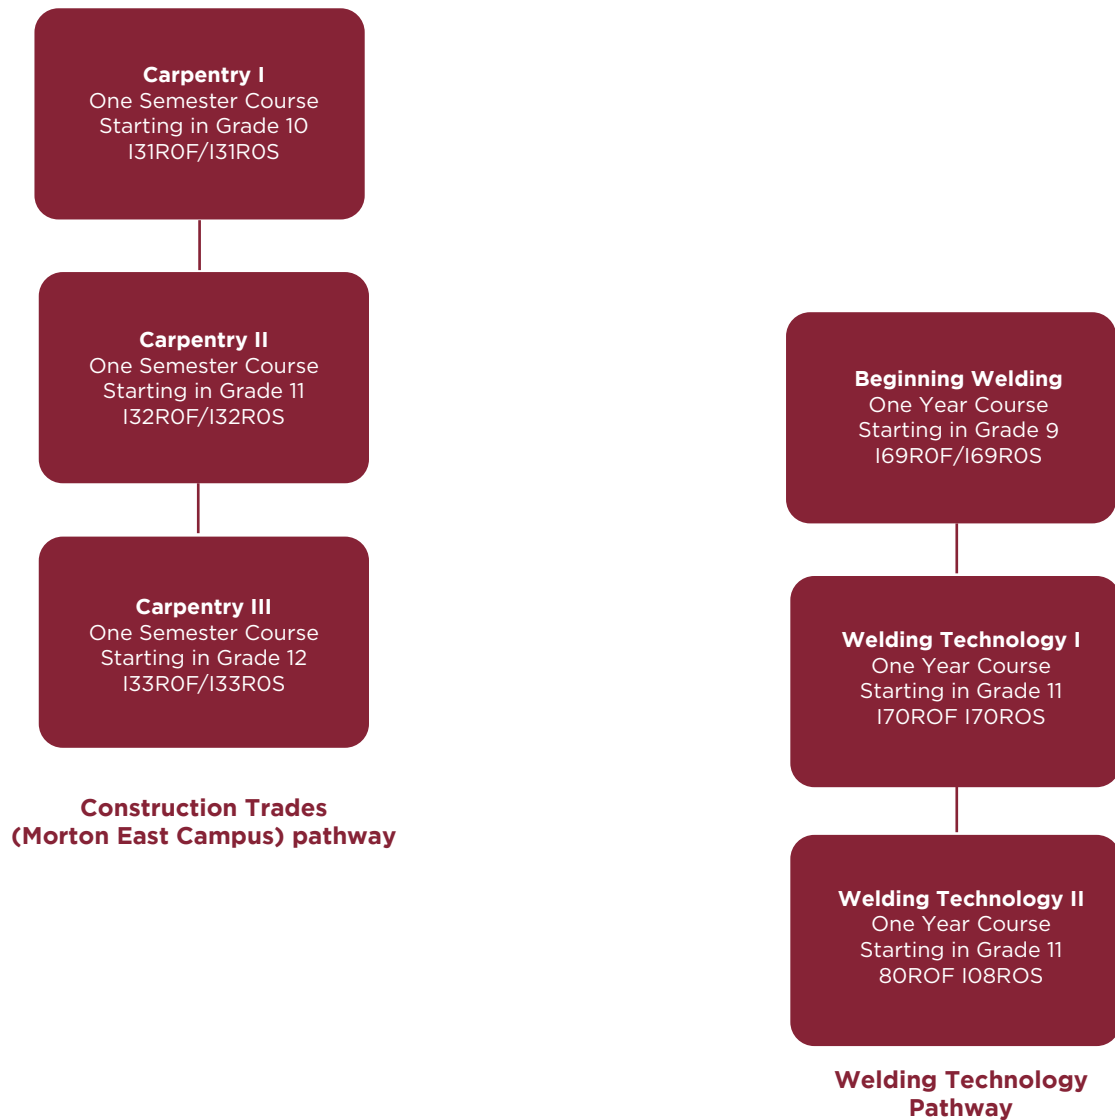 Carpentry I
One Semester Course
Starting in Grade 10
I31R0F/I31R0S
Carpentry II
One Semester Course
Starting in Grade 11
I32R0F/I32R0S
Carpentry III
One Semester Course
Starting in Grade 12
I33R0F/I33R0S
Construction Trades
(Morton East Campus) pathway
Beginning Welding
One Year Course
Starting in Grade 9
I69R0F/I69R0S
Welding Technology I
One Year Course
Starting in Grade 11
I70ROF I70ROS
Welding Technology II
One Year Course
Starting in Grade 11
80ROF I08ROS
Welding Technology
Pathway